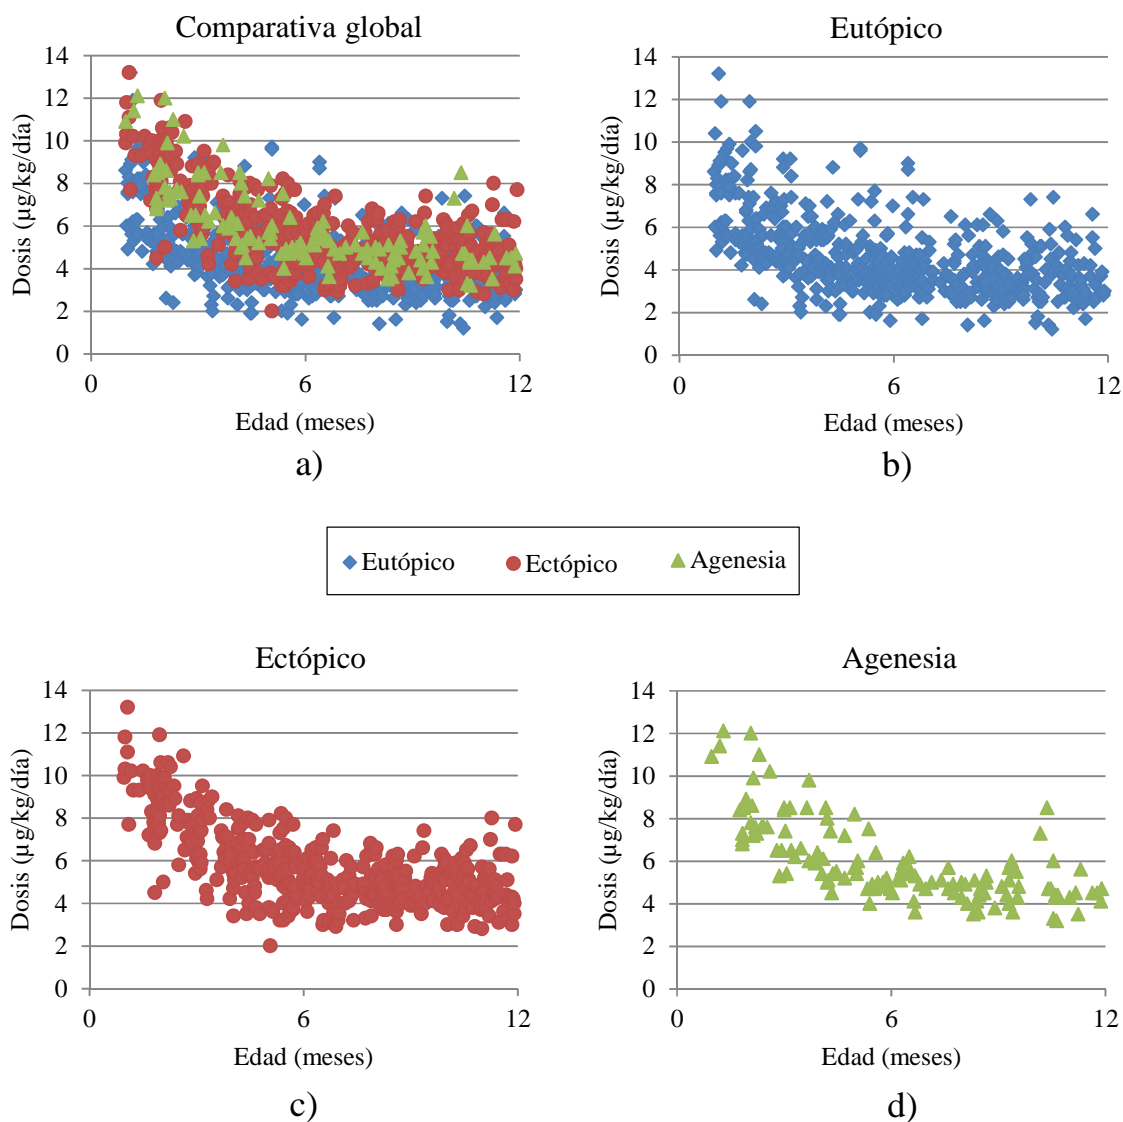 Comparativa global
14
12
10
8
6
4
2
0
0
6
12
Dosis (µg/kg/día)
Edad (meses)
a)
Eutópico
14
12
10
8
6
4
2
0
0
6
12
Dosis (µg/kg/día)
Edad (meses)
b)
Eutópico Ectópico Agenesia
Ectópico
14
12
10
8
6
4
2
0
0
6
12
Dosis (µg/kg/día)
Edad (meses)
c)
Agenesia
14
12
10
8
6
4
2
0
0
6
12
Dosis (µg/kg/día)
Edad (meses)
d)